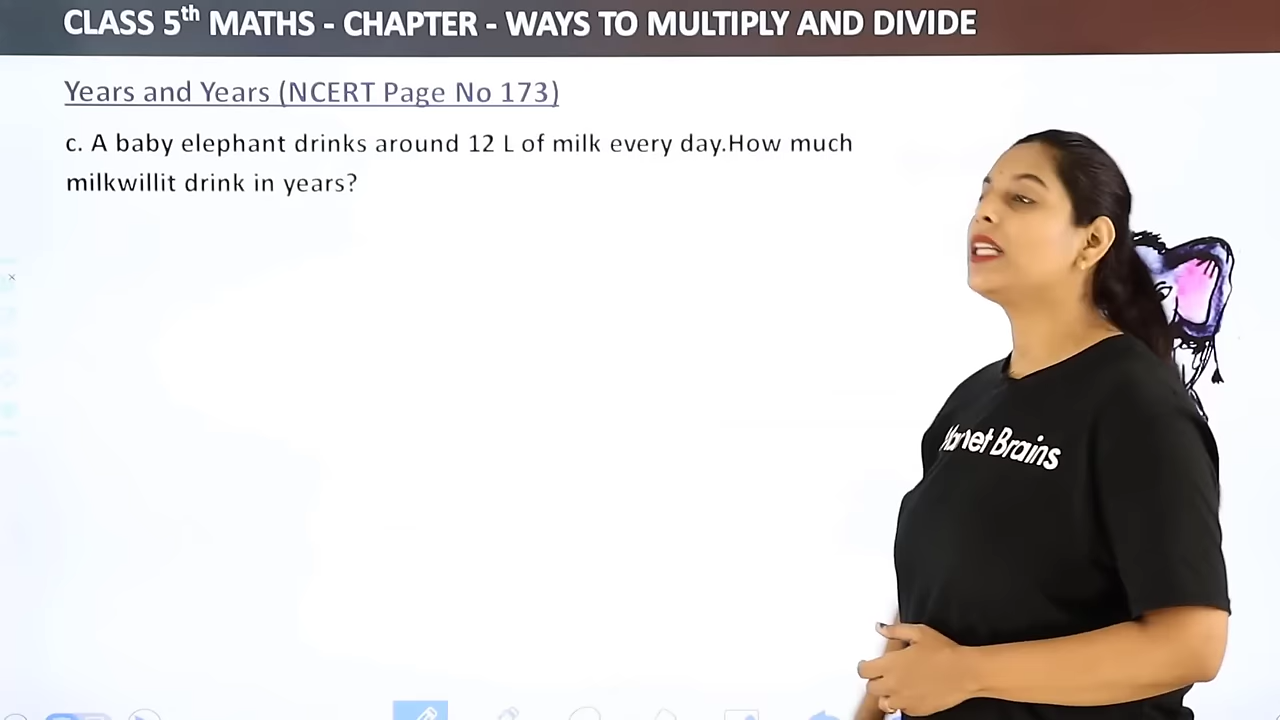 CLASS 5th MATHS - CHAPTER - WAYS TO MULTIPLY AND DIVIDE
Years and Years (NCERT Page No 173)
c. A baby elephant drinks around 12 L of milk every day.How much
milkwillit drink in years?
Planet Brains